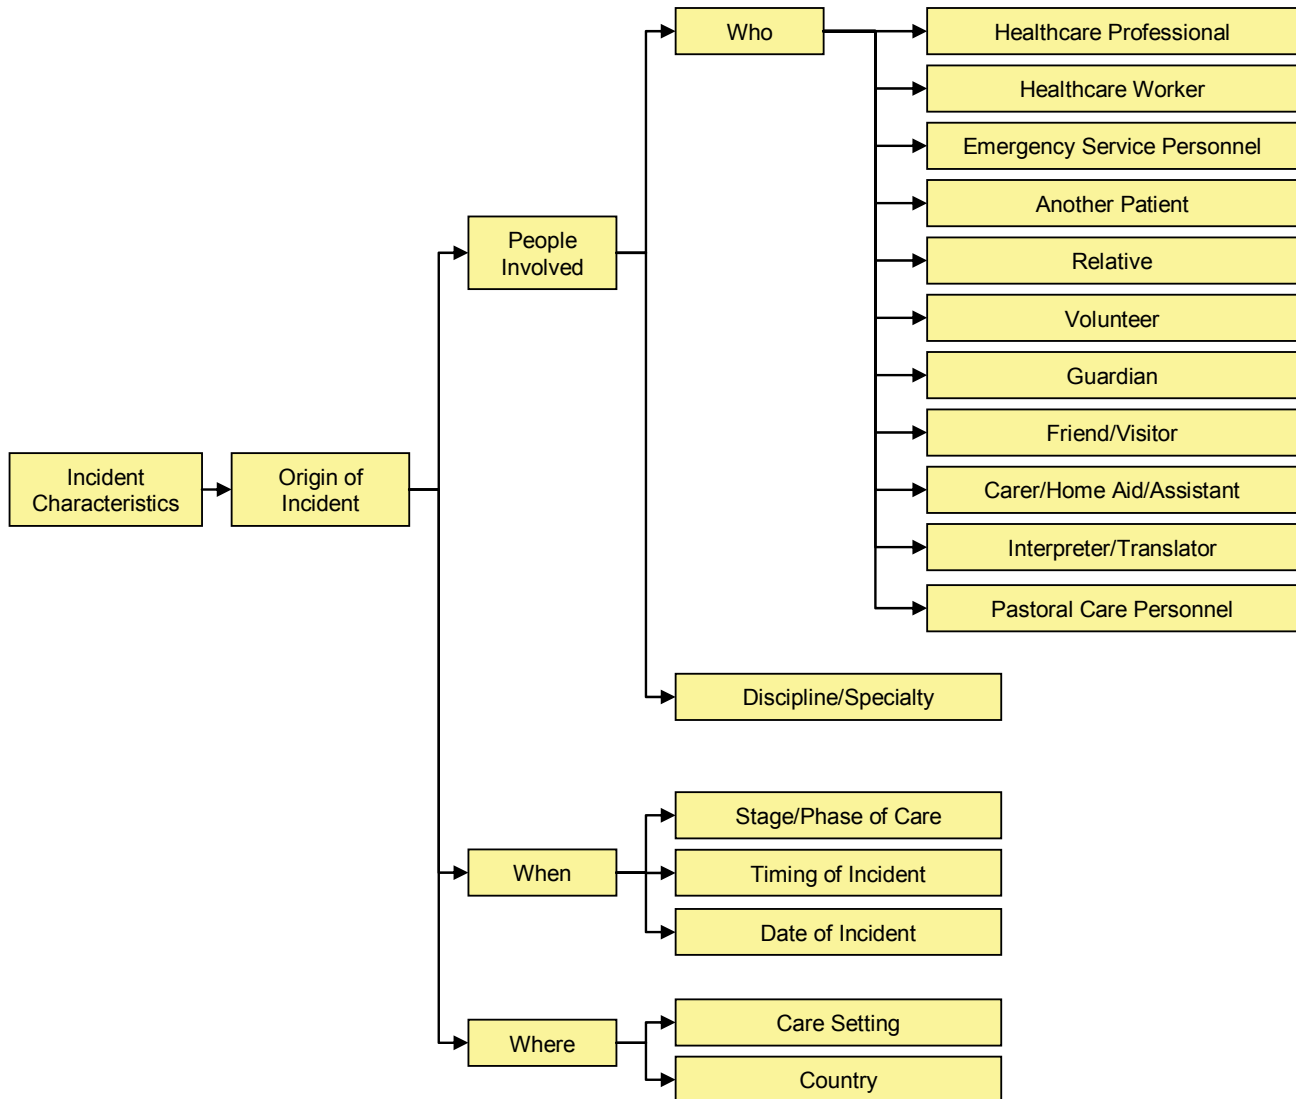 Who
Healthcare Professional
Healthcare Worker
Emergency Service Personnel
Another Patient
People
Involved
Relative
Volunteer
Guardian
Friend/Visitor
Incident
Characteristics
Origin of
Incident
Carer/Home Aid/Assistant
Interpreter/Translator
Pastoral Care Personnel
Discipline/Specialty
Stage/Phase of Care
When
Timing of Incident
Date of Incident
Where
Care Setting
Country